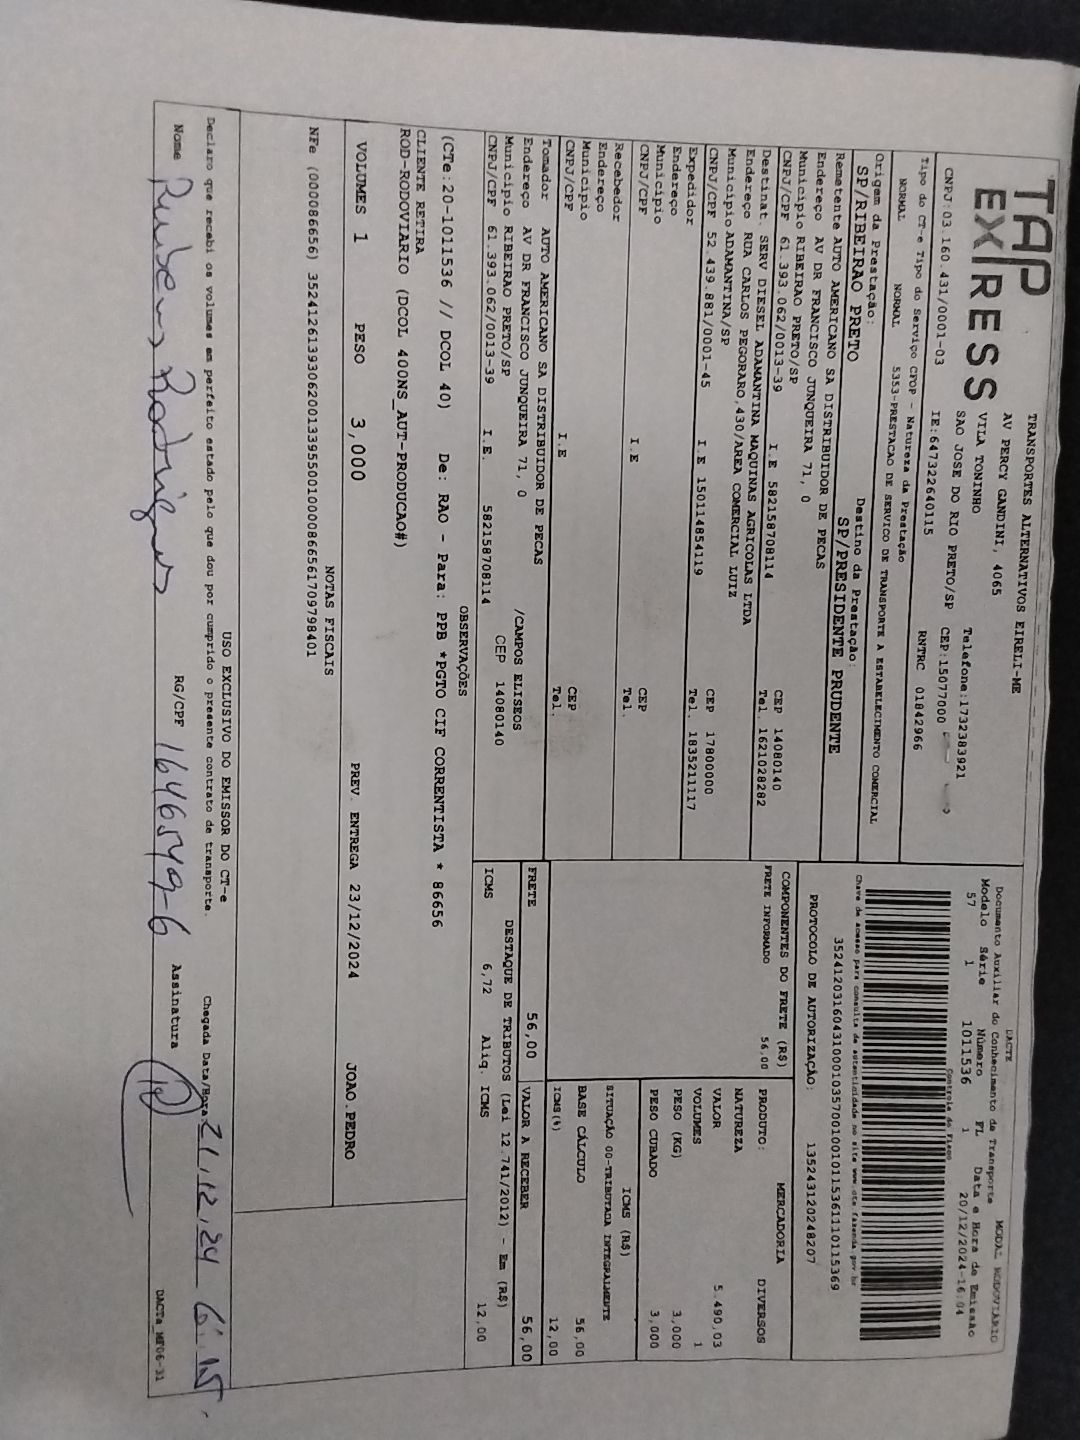 TAP
EXPRESS
TRANSPORTES ALTERNATIVOS EIRELI-ME
AV PERCY GANDINI, 4065
VILA TONINHO Telefone:1732383921
SAO JOSE DO RIO PRETO/SP CEP:15077000
CNPJ:03.160.431/0001-03 IE:647322640115 RNTRC 01842966
Tipo do CT-e Tipo do Serviço CFOP - Natureza da Prestação
NORMAL NORMAL 5353-PRESTACAO DE SERVICO DE TRANSPORTE A ESTABELECIMENTO COMERCIAL
Origem da Prestação: Destino da Prestação:
SP/RIBEIRAO PRETO SP/PRESIDENTE PRUDENTE
Remetente AUTO AMERICANO SA DISTRIBUIDOR DE PECAS
Endereço AV DR FRANCISCO JUNQUEIRA 71, 0
Município RIBEIRAO PRETO/SP CEP 14080140
CNPJ/CPF 61.393.062/0013-39 I.E 582158708114 Tel. 1621028282
Destinat. SERV DIESEL ADAMANTINA MAQUINAS AGRICOLAS LTDA
Endereço RUA CARLOS PEGORARO,430/AREA COMERCIAL LUIZ
Município ADAMANTINA/SP CEP 17800000
CNPJ/CPF 52.439.881/0001-45 I.E 150114854119 Tel. 1835211117
Expedidor
Endereço
Município CEP
CNPJ/CPF I.E Tel.
Recebedor
Endereço
Município CEP
CNPJ/CPF I.E Tel.
Tomador AUTO AMERICANO SA DISTRIBUIDOR DE PECAS
Endereço AV DR FRANCISCO JUNQUEIRA 71, 0 /CAMPOS ELISEOS
Município RIBEIRAO PRETO/SP CEP 14080140
CNPJ/CPF 61.393.062/0013-39 I.E. 582158708114
DACTE MODAL RODOVIÁRIO
Documento Auxiliar do Conhecimento de Transporte
Modelo Série Número FL Data e Hora de Emissão
57 1 1011536 1 20/12/2024-16:04
Controle do Fisco
Chave de acesso para consulta de autenticidade no site www.cte.fazenda.gov.br
35241203160431000103570010010115361110115369
PROTOCOLO DE AUTORIZAÇÃO: 135243120248207
COMPONENTES DO FRETE (R$)
FRETE INFORMADO 56,00
PRODUTO: MERCADORIA
NATUREZA DIVERSOS
VALOR 5.490,03
VOLUMES 1
PESO (KG) 3,000
PESO CUBADO 3,000
ICMS (R$)
SITUAÇÃO 00-TRIBUTADA INTEGRALMENTE
BASE CÁLCULO 56,00
ICMS(%) 12,00
FRETE 56,00 VALOR A RECEBER 56,00
DESTAQUE DE TRIBUTOS (Lei 12.741/2012) - Em (R$)
ICMS 6,72 Aliq. ICMS 12,00
OBSERVAÇÕES
(CTe:20-1011536 // DCOL 40) De: RAO - Para: PPB *PGTO CIF CORRENTISTA * 86656
CLIENTE RETIRA
ROD-RODOVIARIO (DCOL 400NS_AUT-PRODUCAO#)
VOLUMES 1 PESO 3,000 PREV. ENTREGA 23/12/2024 JOAO.PEDRO
NOTAS FISCAIS
NFe (000086656) 35241261393062001339550010000866561709798401
USO EXCLUSIVO DO EMISSOR DO CT-e
Declaro que recebi os volumes em perfeito estado pelo que dou por cumprido o presente contrato de transporte. Chegada Data/Hora 21,12,24
Nome Rubens Rodrigues RG/CPF 1646549-6 Assinatura
DACTe_MF06-31